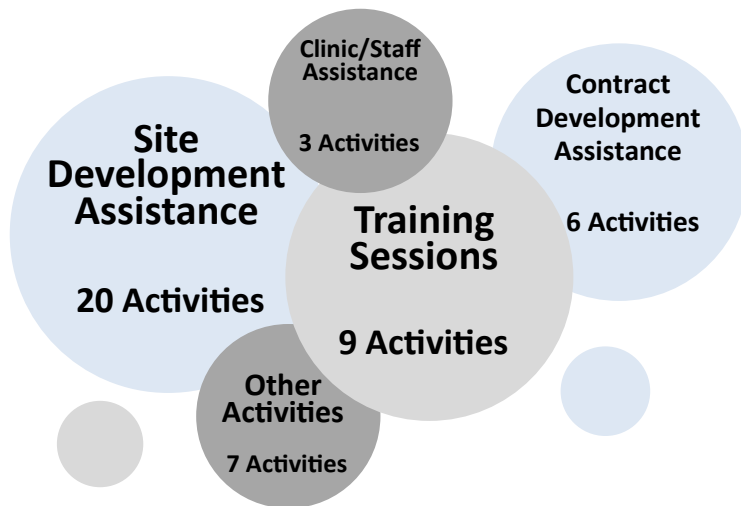 Clinic/Staff
Assistance
3 Activities
Contract
Development
Assistance
6 Activities
Site
Development
Assistance
20 Activities
Training
Sessions
9 Activities
Other
Activities
7 Activities